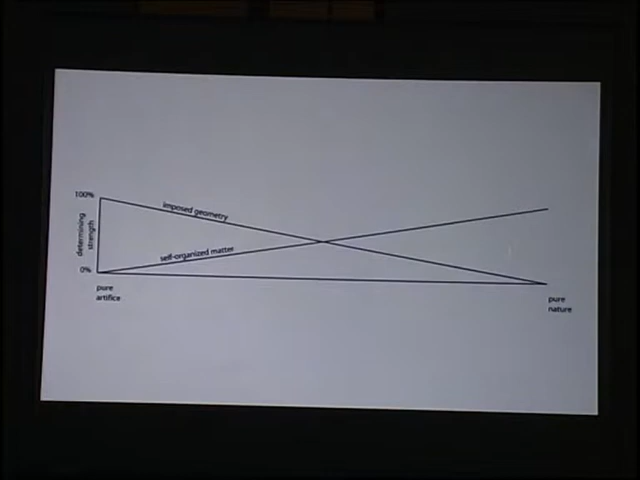 100%
imposed geometry
determining
strength
self-organized matter
0%
pure
artifice
pure
nature